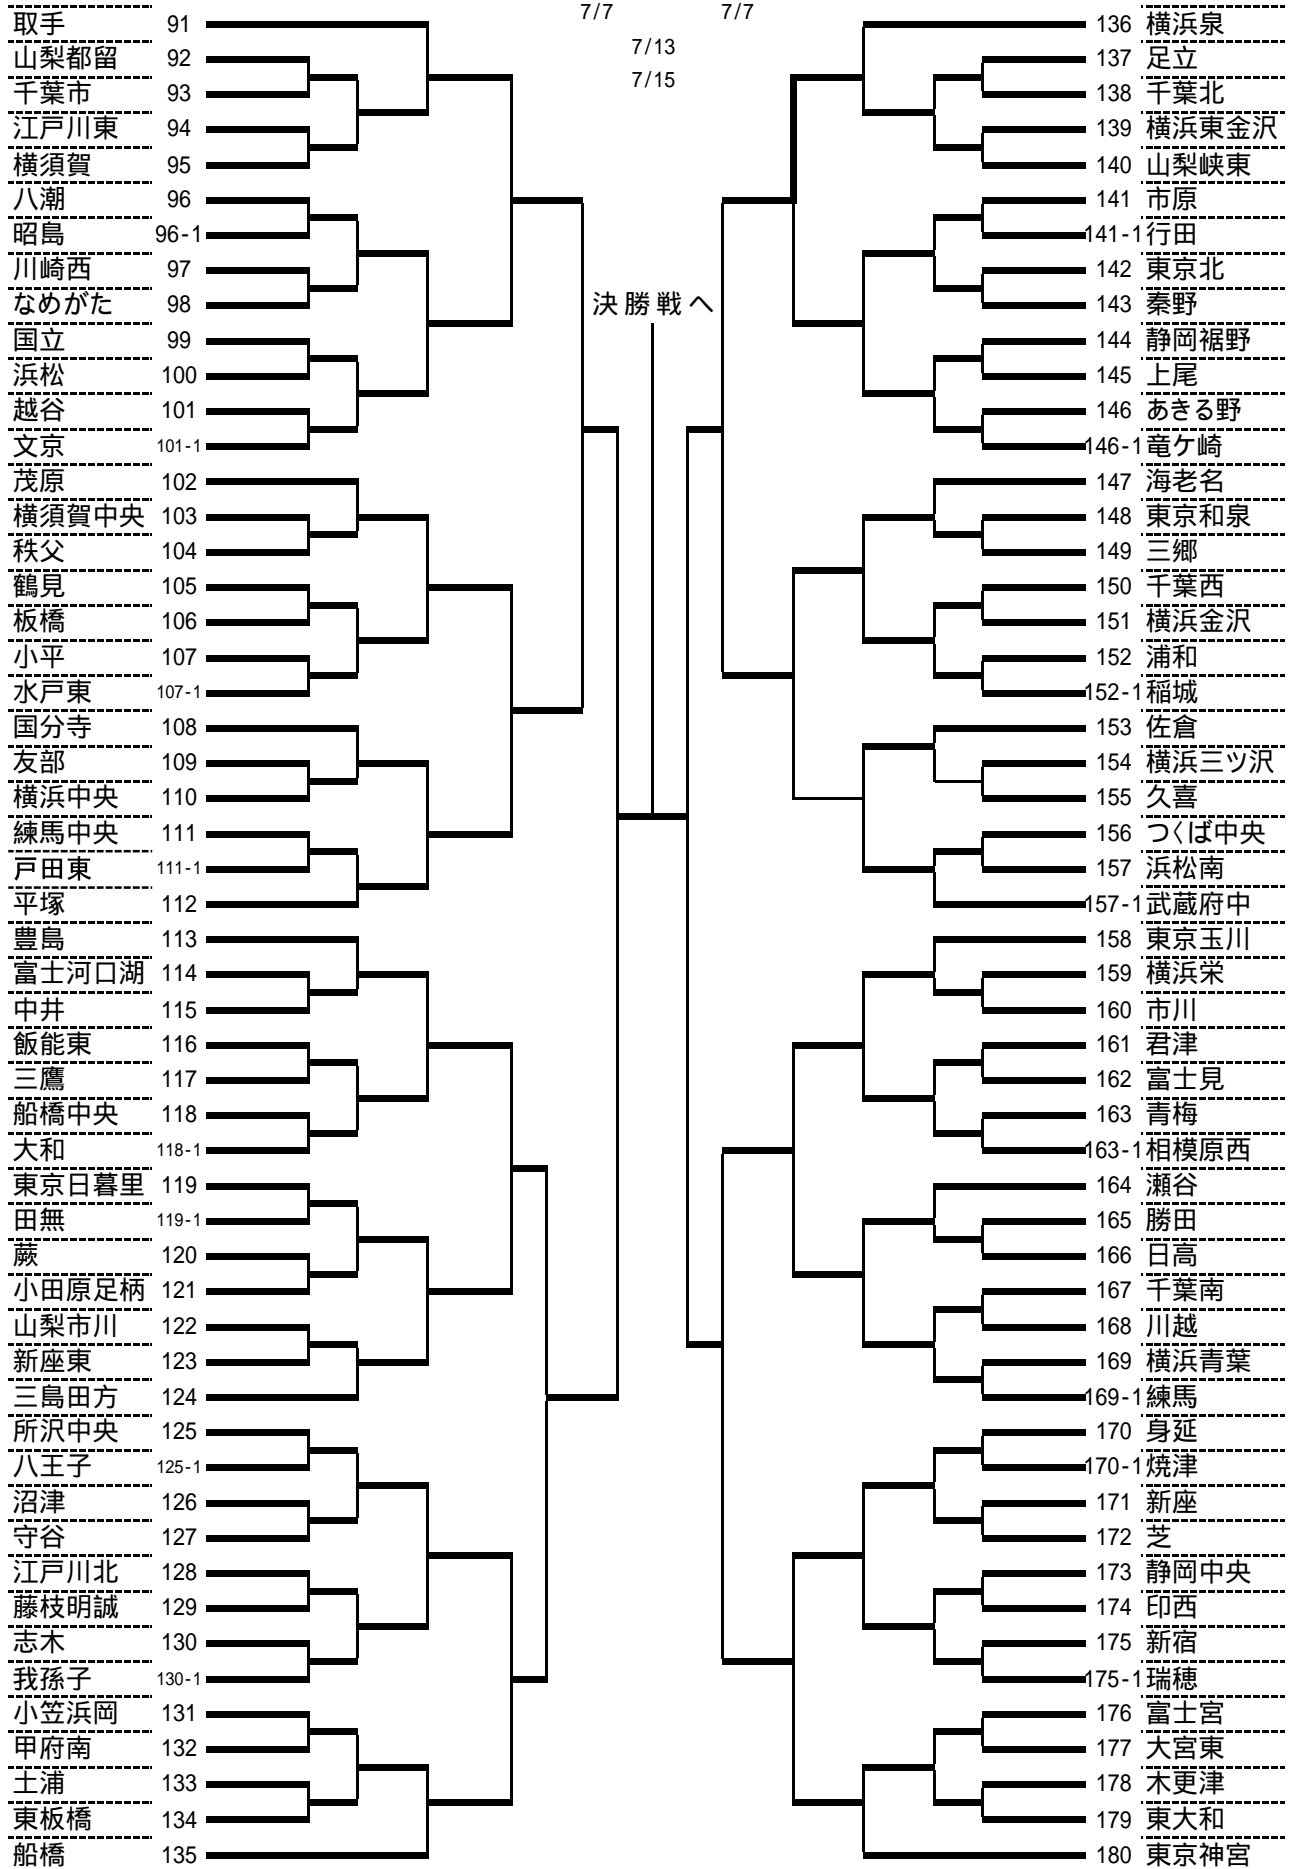 7/7 7/7
7/13
7/15
決勝戦へ
取手 91
山梨都留 92
千葉市 93
江戸川東 94
横須賀 95
八潮 96
昭島 96-1
川崎西 97
なめがた 98
国立 99
浜松 100
越谷 101
文京 101-1
茂原 102
横須賀中央 103
秩父 104
鶴見 105
板橋 106
小平 107
水戸東 107-1
国分寺 108
友部 109
横浜中央 110
練馬中央 111
戸田東 111-1
平塚 112
豊島 113
富士河口湖 114
中井 115
飯能東 116
三鷹 117
船橋中央 118
大和 118-1
東京日暮里 119
田無 119-1
蕨 120
小田原足柄 121
山梨市川 122
新座東 123
三島田方 124
所沢中央 125
八王子 125-1
沼津 126
守谷 127
江戸川北 128
藤枝明誠 129
志木 130
我孫子 130-1
小笠浜岡 131
甲府南 132
土浦 133
東板橋 134
船橋 135
136 横浜泉
137 足立
138 千葉北
139 横浜東金沢
140 山梨峡東
141 市原
141-1 行田
142 東京北
143 秦野
144 静岡裾野
145 上尾
146 あきる野
146-1 竜ケ崎
147 海老名
148 東京和泉
149 三郷
150 千葉西
151 横浜金沢
152 浦和
152-1 稲城
153 佐倉
154 横浜三ツ沢
155 久喜
156 つくば中央
157 浜松南
157-1 武蔵府中
158 東京玉川
159 横浜栄
160 市川
161 君津
162 富士見
163 青梅
163-1 相模原西
164 瀬谷
165 勝田
166 日高
167 千葉南
168 川越
169 横浜青葉
169-1 練馬
170 身延
170-1 焼津
171 新座
172 芝
173 静岡中央
174 印西
175 新宿
175-1 瑞穂
176 富士宮
177 大宮東
178 木更津
179 東大和
180 東京神宮